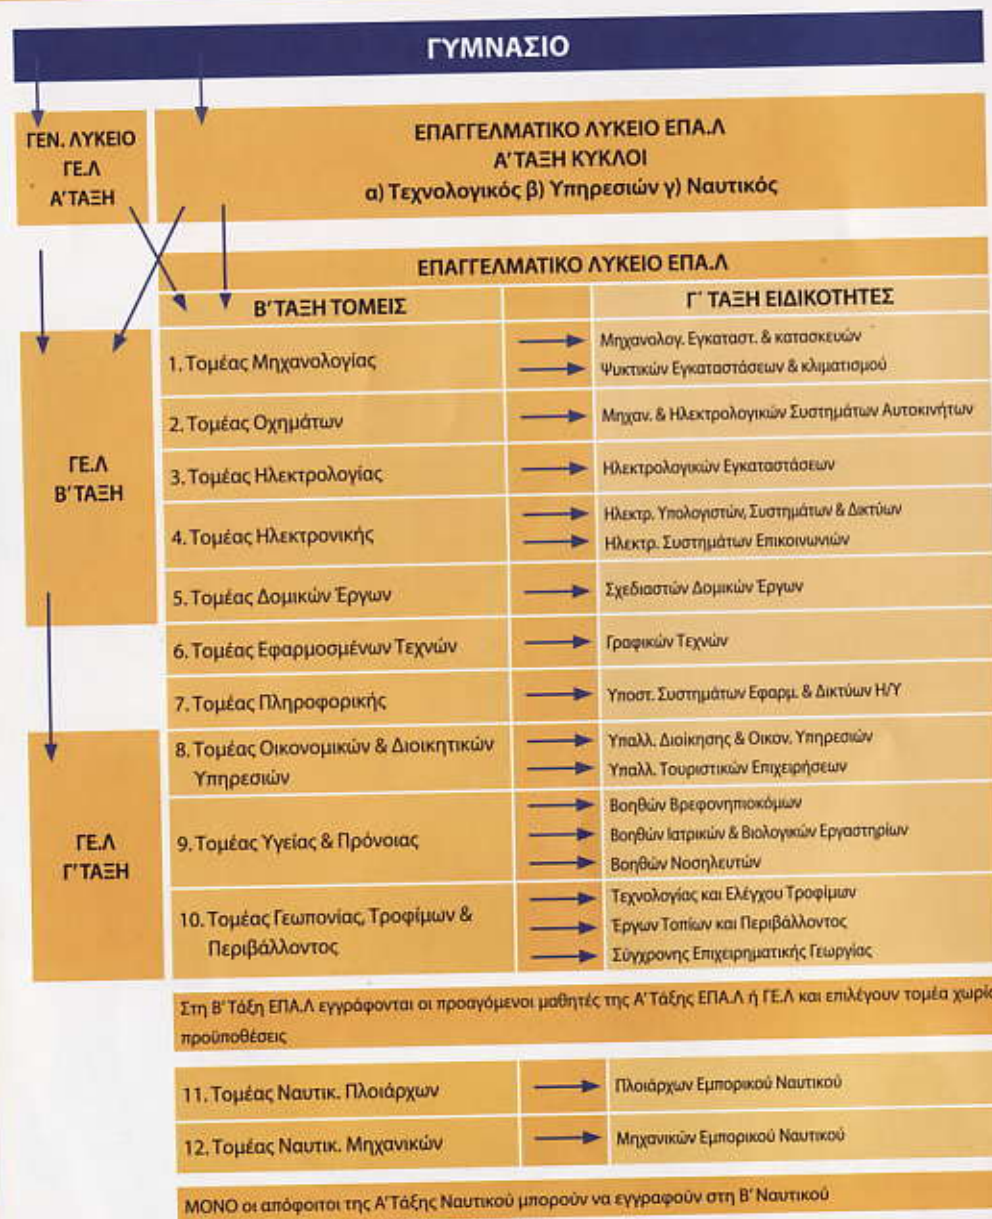 ΓΥΜΝΑΣΙΟ
ΓΕΝ. ΛΥΚΕΙΟ
ΓΕ.Λ
Α'ΤΑΞΗ
ΕΠΑΓΓΕΛΜΑΤΙΚΟ ΛΥΚΕΙΟ ΕΠΑ.Λ
Α'ΤΑΞΗ ΚΥΚΛΟΙ
α) Τεχνολογικός β) Υπηρεσιών γ) Ναυτικός
ΕΠΑΓΓΕΛΜΑΤΙΚΟ ΛΥΚΕΙΟ ΕΠΑ.Λ
Β'ΤΑΞΗ ΤΟΜΕΙΣ
Γ΄ ΤΑΞΗ ΕΙΔΙΚΟΤΗΤΕΣ
ΓΕ.Λ
Β'ΤΑΞΗ
1. Τομέας Μηχανολογίας
Μηχανολογ. Εγκαταστ. & κατασκευών
Ψυκτικών Εγκαταστάσεων & κλιματισμού
2. Τομέας Οχημάτων
Μηχαν. & Ηλεκτρολογικών Συστημάτων Αυτοκινήτων
3. Τομέας Ηλεκτρολογίας
Ηλεκτρολογικών Εγκαταστάσεων
4. Τομέας Ηλεκτρονικής
Ηλεκτρ. Υπολογιστών, Συστημάτων & Δικτύων
Ηλεκτρ. Συστημάτων Επικοινωνιών
5. Τομέας Δομικών Έργων
Σχεδιαστών Δομικών Έργων
6. Τομέας Εφαρμοσμένων Τεχνών
Γραφικών Τεχνών
7. Τομέας Πληροφορικής
Υποστ. Συστημάτων Εφαρμ. & Δικτύων Η/Υ
ΓΕ.Λ
Γ'ΤΑΞΗ
8. Τομέας Οικονομικών & Διοικητικών
Υπηρεσιών
Υπαλλ. Διοίκησης & Οικον. Υπηρεσιών
Υπαλλ. Τουριστικών Επιχειρήσεων
9. Τομέας Υγείας & Πρόνοιας
Βοηθών Βρεφονηπιοκόμων
Βοηθών Ιατρικών & Βιολογικών Εργαστηρίων
Βοηθών Νοσηλευτών
10. Τομέας Γεωπονίας, Τροφίμων &
Περιβάλλοντος
Τεχνολογίας και Ελέγχου Τροφίμων
Έργων Τοπίων και Περιβάλλοντος
Σύγχρονης Επιχειρηματικής Γεωργίας
Στη Β'Τάξη ΕΠΑ.Λ εγγράφονται οι προαγόμενοι μαθητές της Α'Τάξης ΕΠΑ.Λ ή ΓΕ.Λ και επιλέγουν τομέα χωρίς
προϋποθέσεις
11. Τομέας Ναυτικ. Πλοιάρχων
Πλοιάρχων Εμπορικού Ναυτικού
12. Τομέας Ναυτικ. Μηχανικών
Μηχανικών Εμπορικού Ναυτικού
ΜΟΝΟ οι απόφοιτοι της Α'Τάξης Ναυτικού μπορούν να εγγραφούν στη Β' Ναυτικού